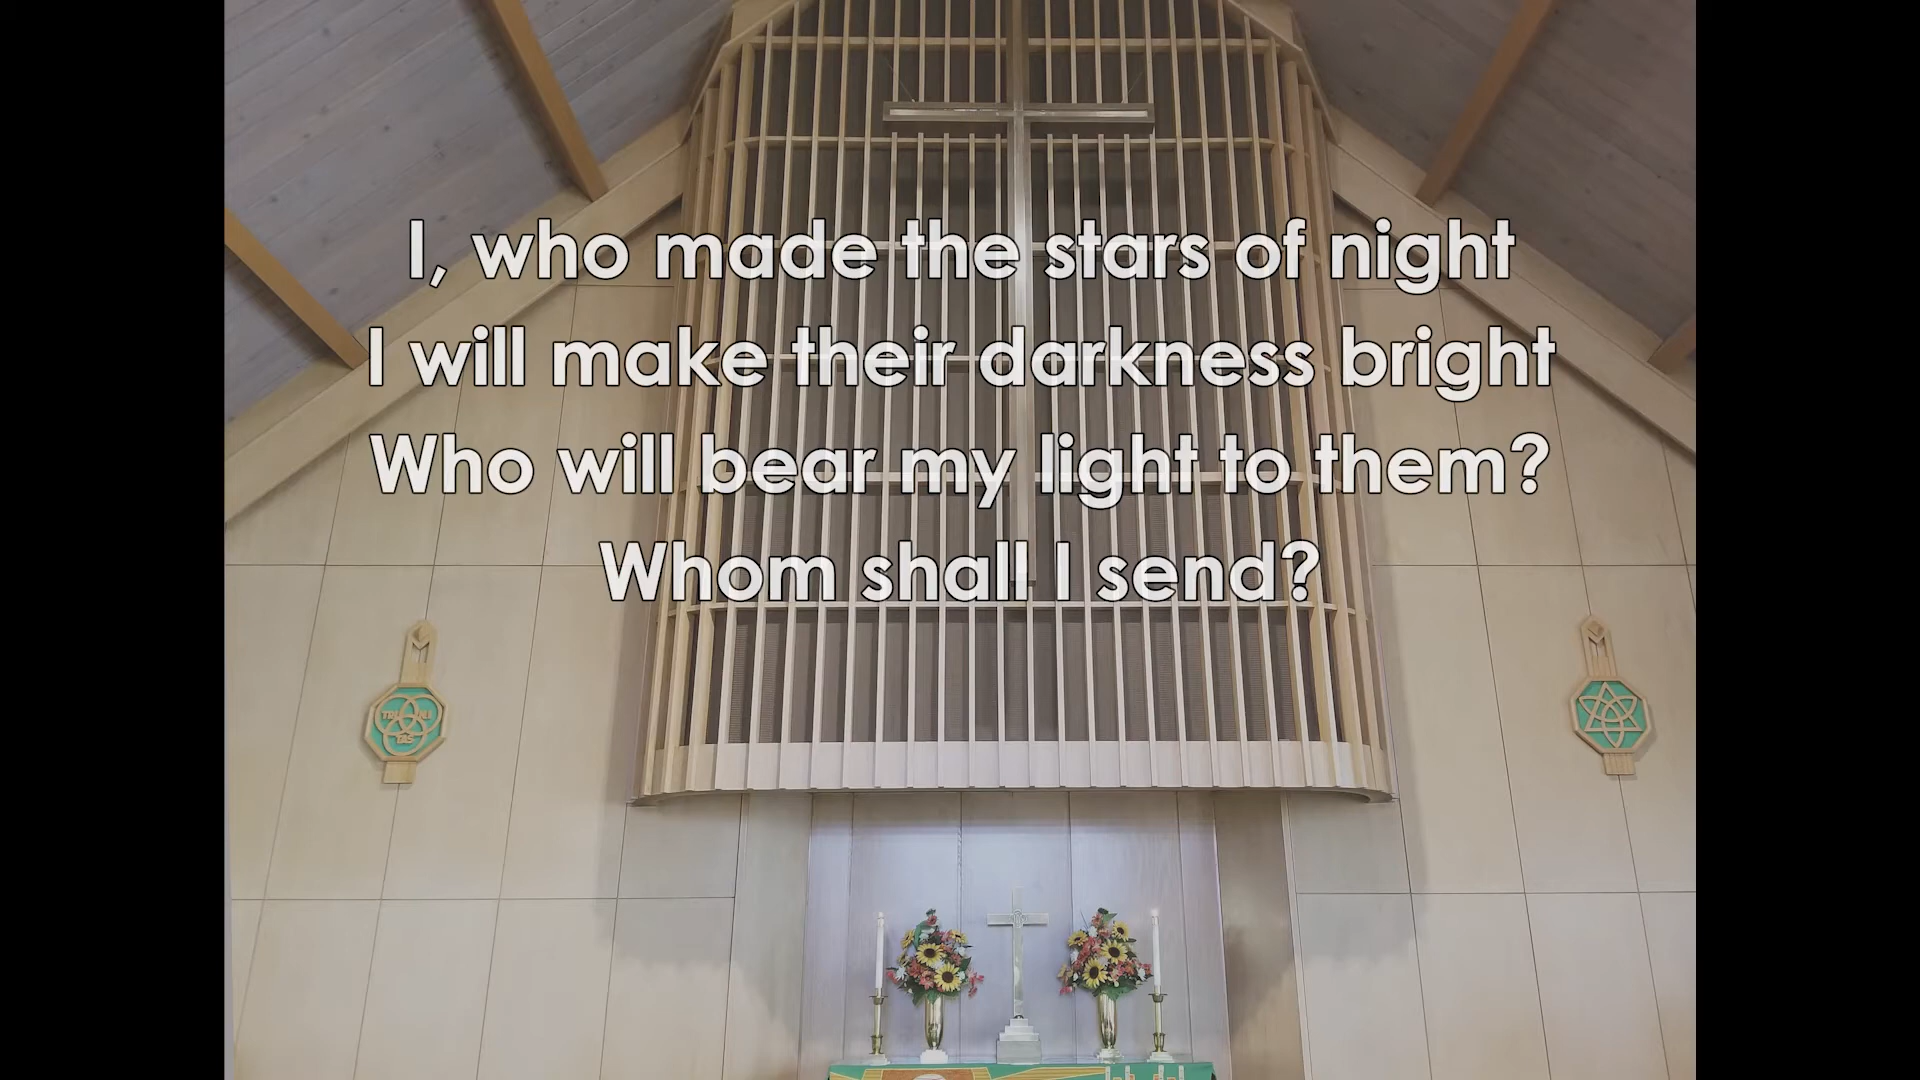 I, who made the stars of night
I will make their darkness bright
Who will bear my light to them?
Whom shall I send?